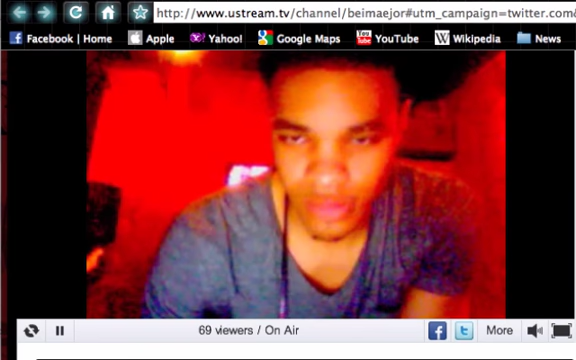 http://www.ustream.tv/channel/beimaejor#utm_campaign=twitter.com
Facebook | Home Apple Yahoo! Google Maps YouTube Wikipedia News
69 viewers / On Air More